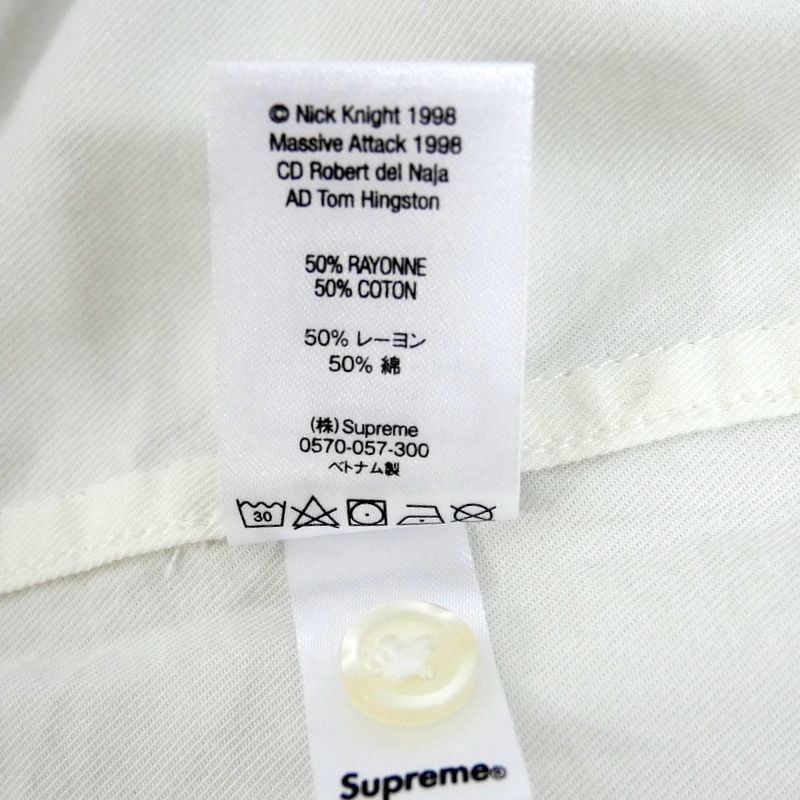 © Nick Knight 1998
Massive Attack 1998
CD Robert del Naja
AD Tom Hingston
50% RAYONNE
50% COTON
50% レーヨン
50% 綿
(株)Supreme
0570-057-300
ベトナム製
30
Supreme®